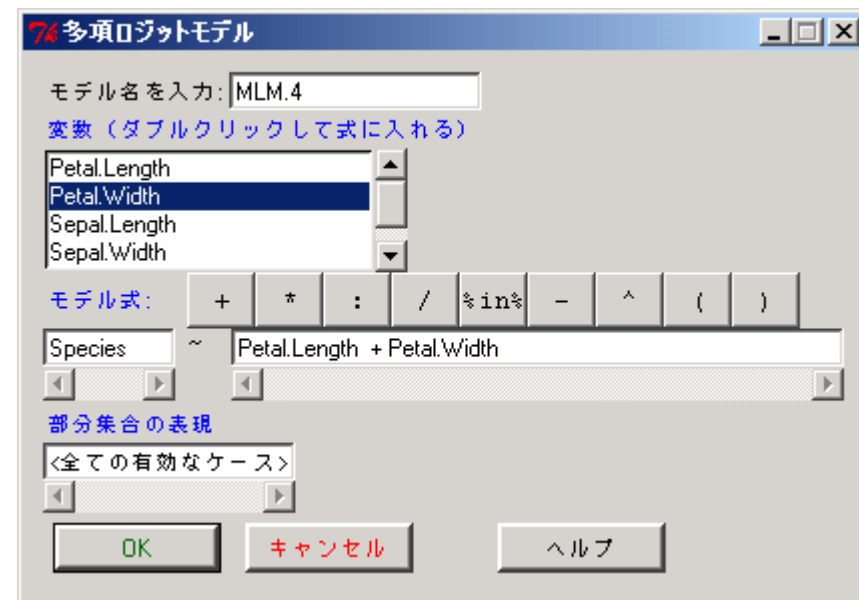 多項ロジットモデル
モデル名を入力: MLM.4
変数（ダブルクリックして式に入れる）
Petal.Length
Petal.Width
Sepal.Length
Sepal.Width
モデル式: + * : / %in% - ^ ( )
Species ~ Petal.Length + Petal.Width
部分集合の表現
<全ての有効なケース>
OK キャンセル ヘルプ